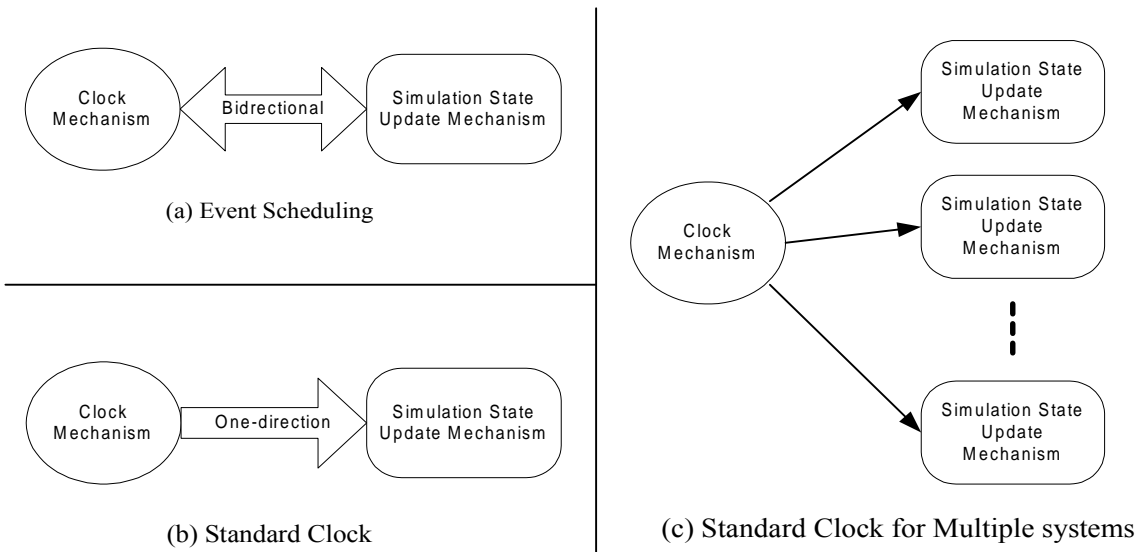 Clock
Mechanism
Bidrectional
Simulation State
Update Mechanism
(a) Event Scheduling
Clock
Mechanism
One-direction
Simulation State
Update Mechanism
(b) Standard Clock
Simulation State
Update
Mechanism
Clock
Mechanism
Simulation State
Update
Mechanism
Simulation State
Update
Mechanism
(c) Standard Clock for Multiple systems